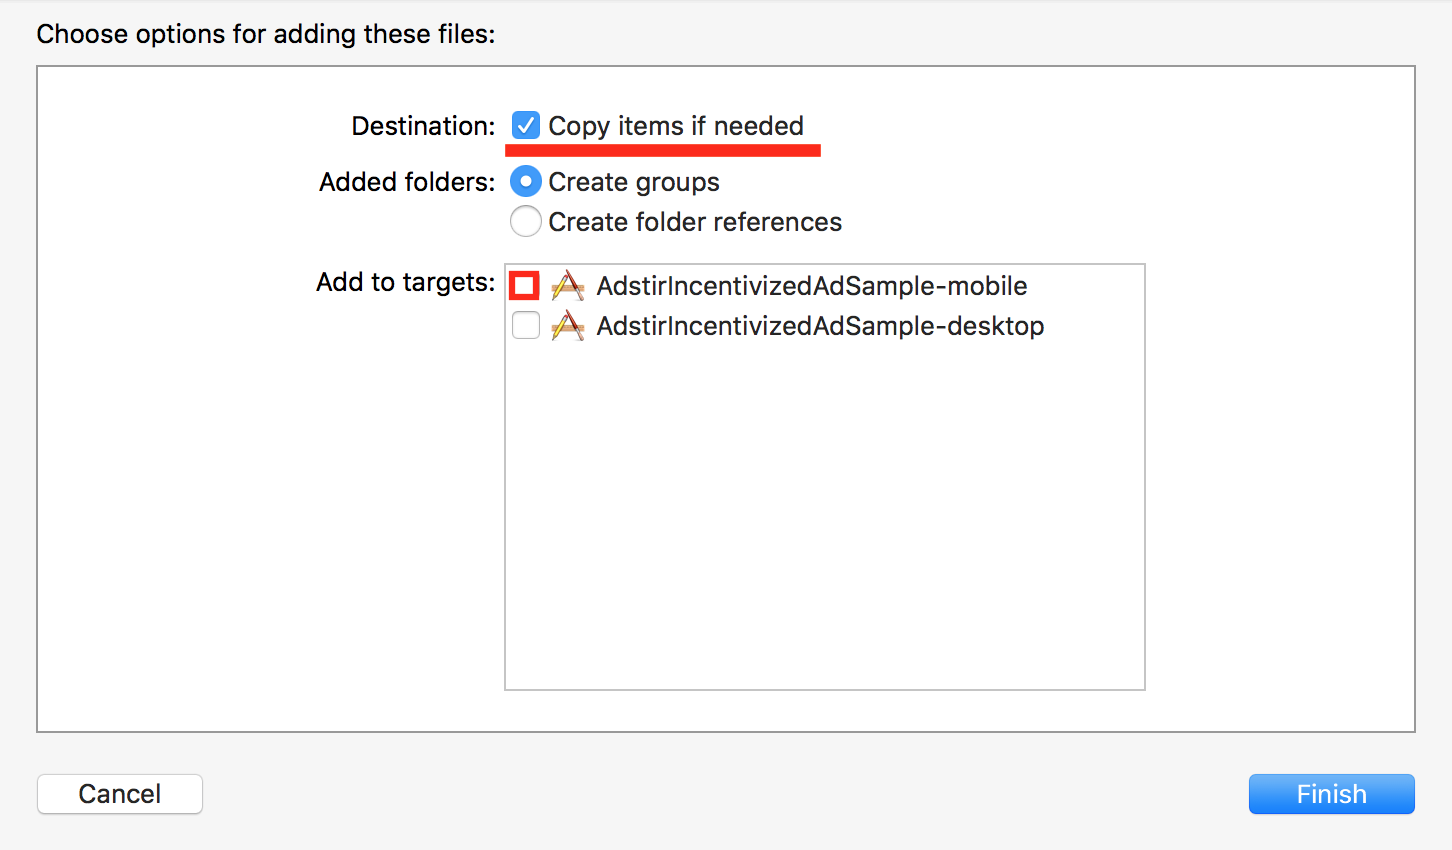 Choose options for adding these files:
Destination: Copy items if needed
Added folders: Create groups
Create folder references
Add to targets: AdstirIncentivizedAdSample-mobile
AdstirIncentivizedAdSample-desktop
Cancel Finish